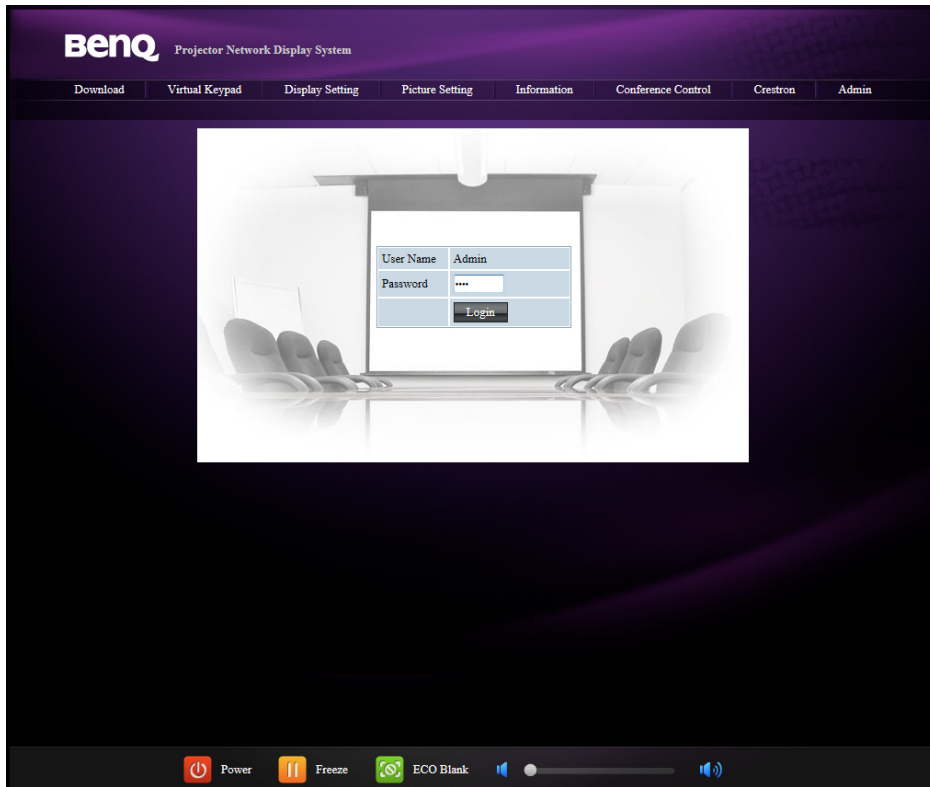 BenQ Projector Network Display System
Download Virtual Keypad Display Setting Picture Setting Information Conference Control Crestron Admin
User Name Admin
Password ••••
Login
Power Freeze ECO Blank